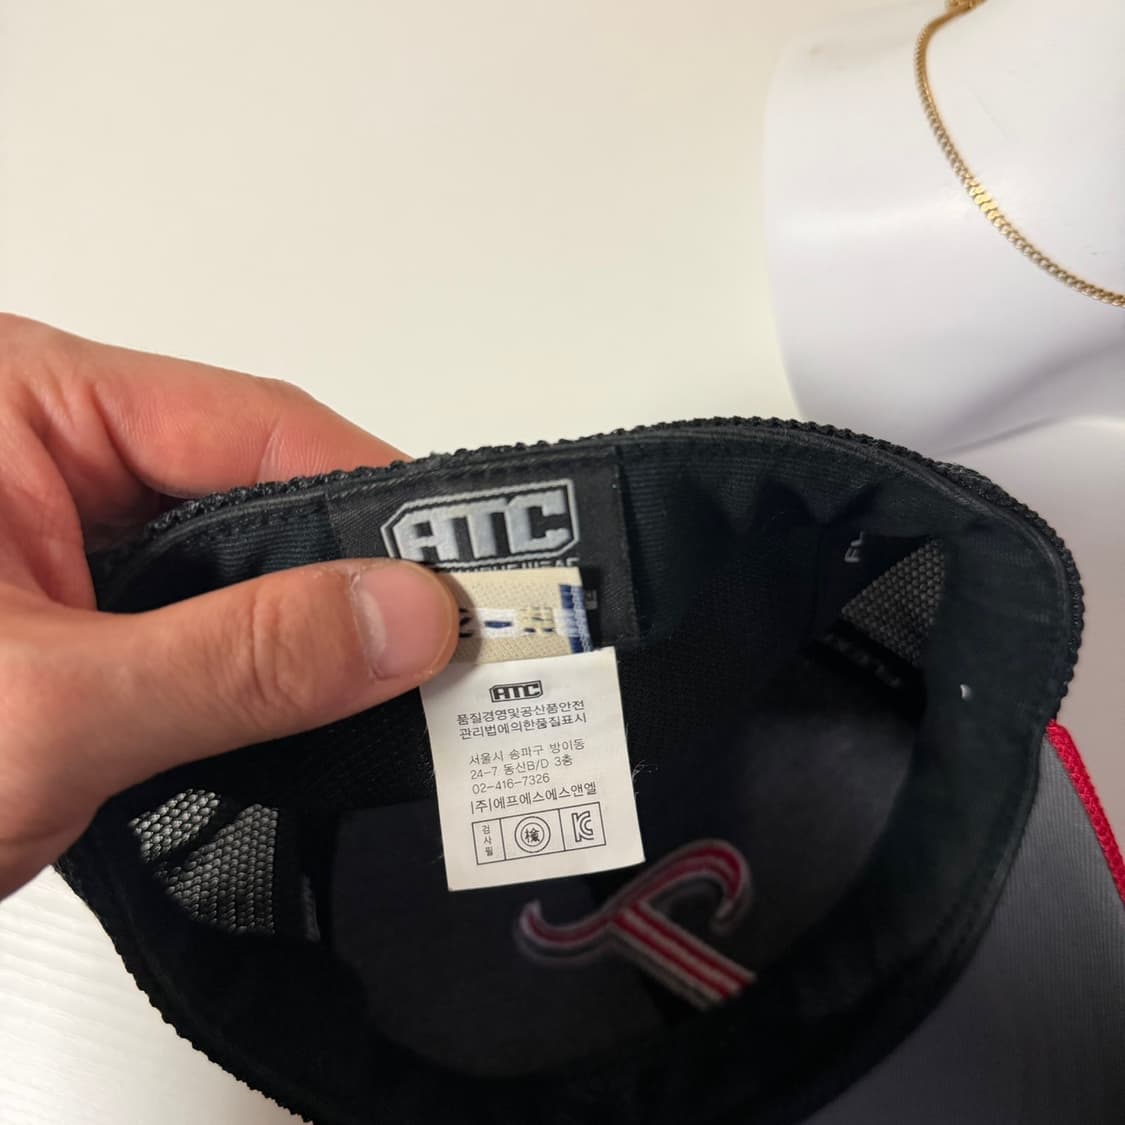 ATC
ATC
품질경영및공산품안전
관리법에의한품질표시
서울시 송파구 방이동
24-7 동신B/D 3층
02-416-7326
(주)에프에스에스앤엘
검사필 檢 KC